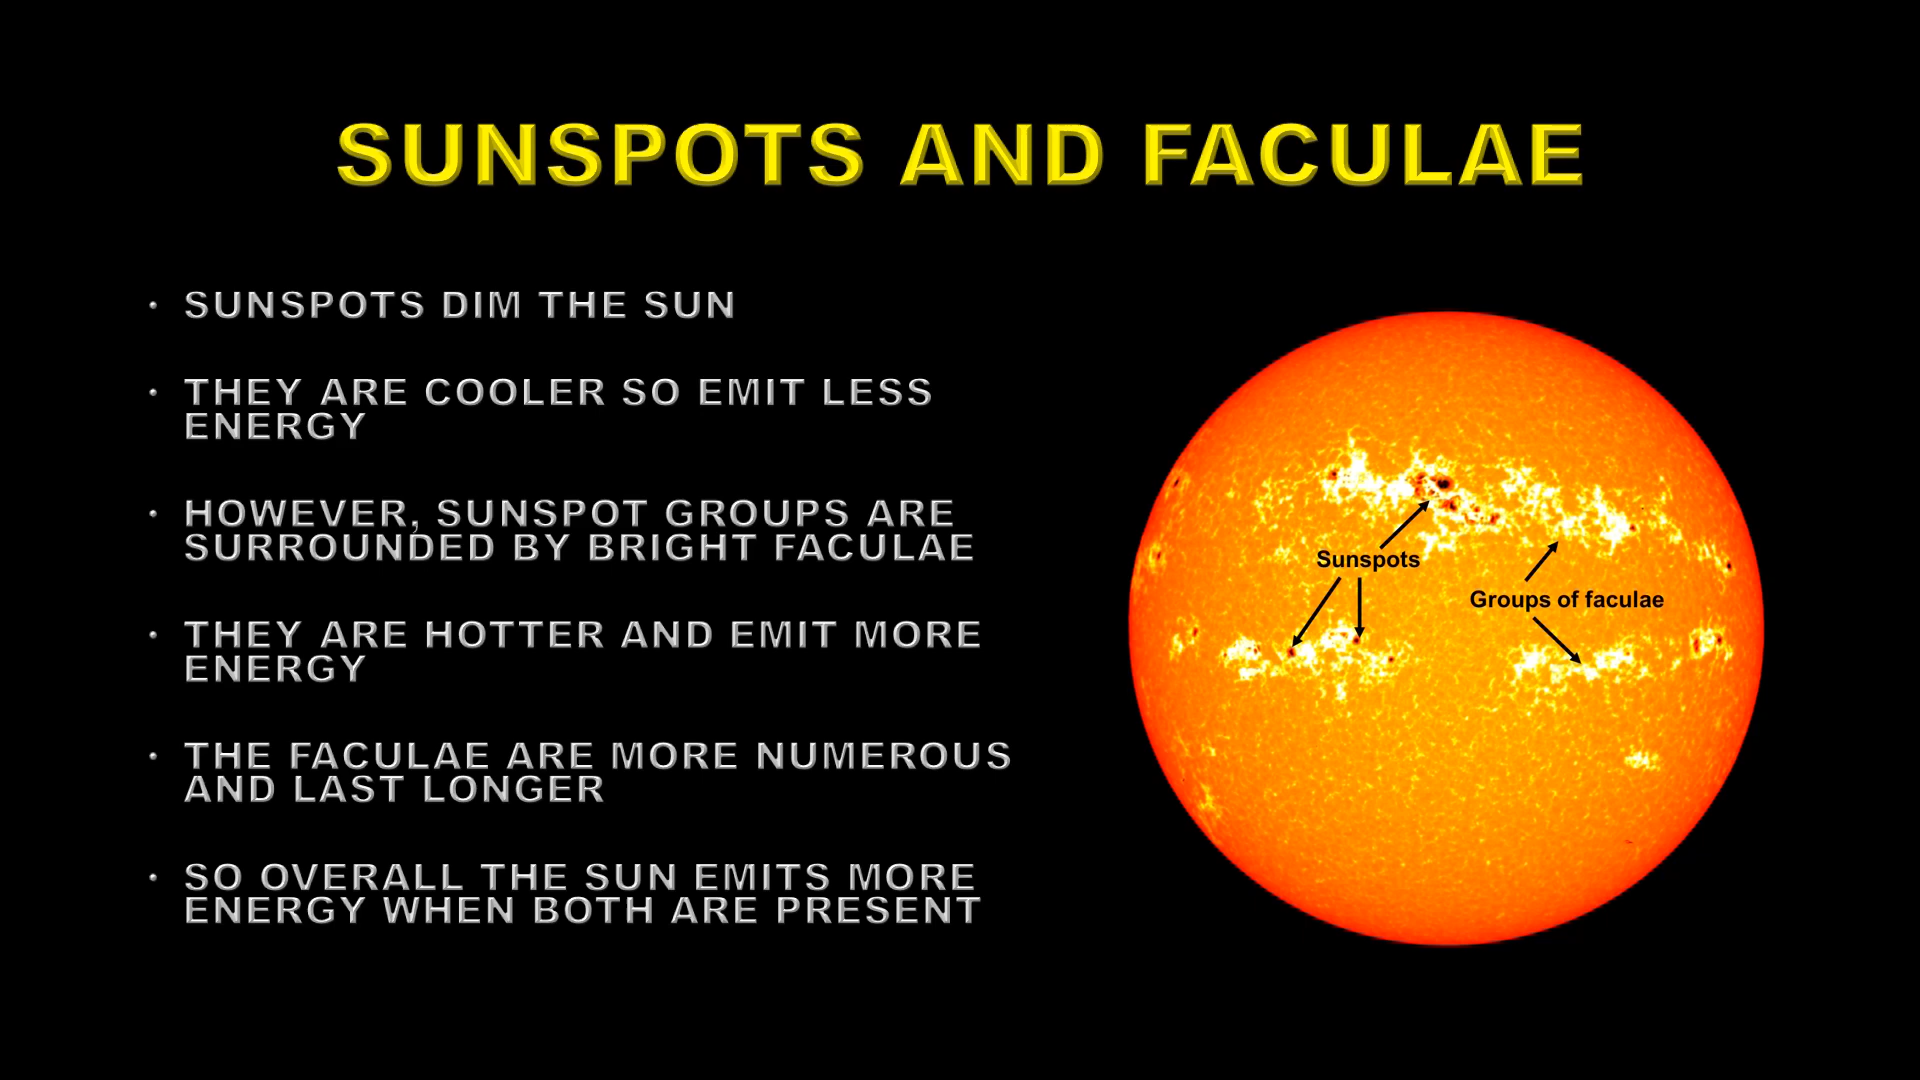 SUNSPOTS AND FACULAE
• SUNSPOTS DIM THE SUN
• THEY ARE COOLER SO EMIT LESS
ENERGY
• HOWEVER, SUNSPOT GROUPS ARE
SURROUNDED BY BRIGHT FACULAE
• THEY ARE HOTTER AND EMIT MORE
ENERGY
• THE FACULAE ARE MORE NUMEROUS
AND LAST LONGER
• SO OVERALL THE SUN EMITS MORE
ENERGY WHEN BOTH ARE PRESENT
Sunspots
Groups of faculae